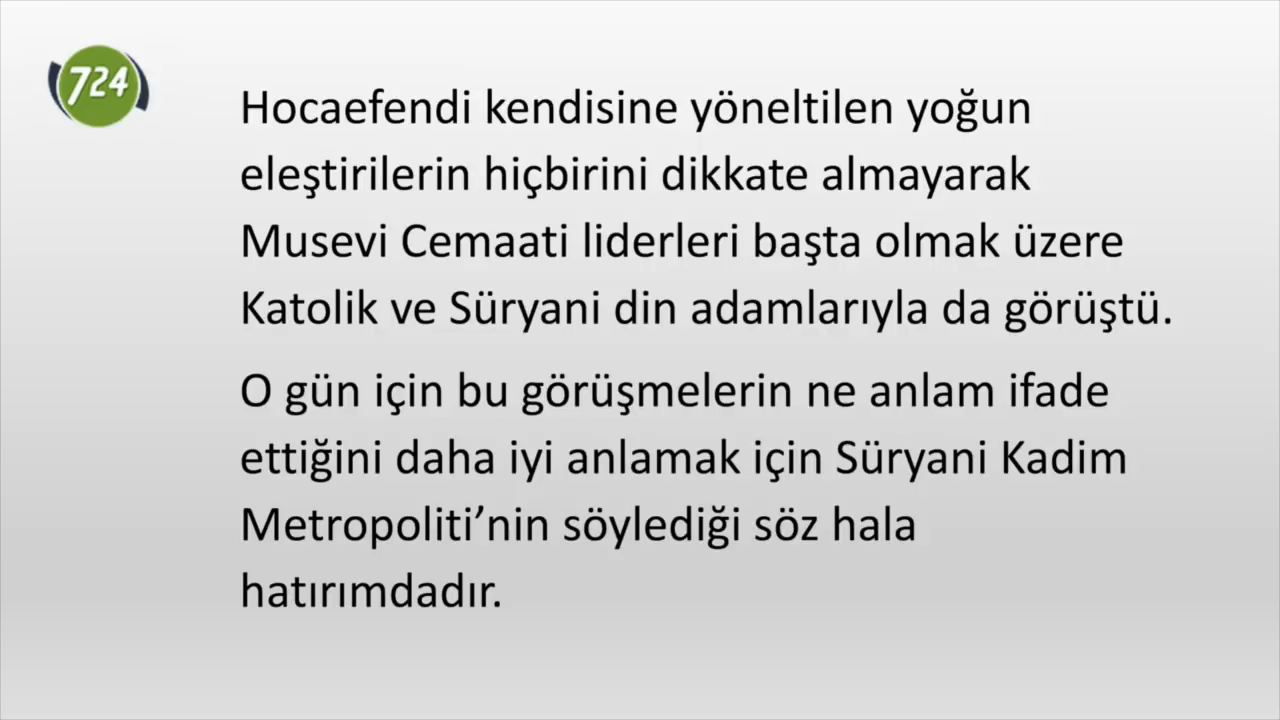 724
Hocaefendi kendisine yöneltilen yoğun
eleştirilerin hiçbirini dikkate almayarak
Musevi Cemaati liderleri başta olmak üzere
Katolik ve Süryani din adamlarıyla da görüştü.
O gün için bu görüşmelerin ne anlam ifade
ettiğini daha iyi anlamak için Süryani Kadim
Metropoliti’nin söylediği söz hala
hatırımdadır.